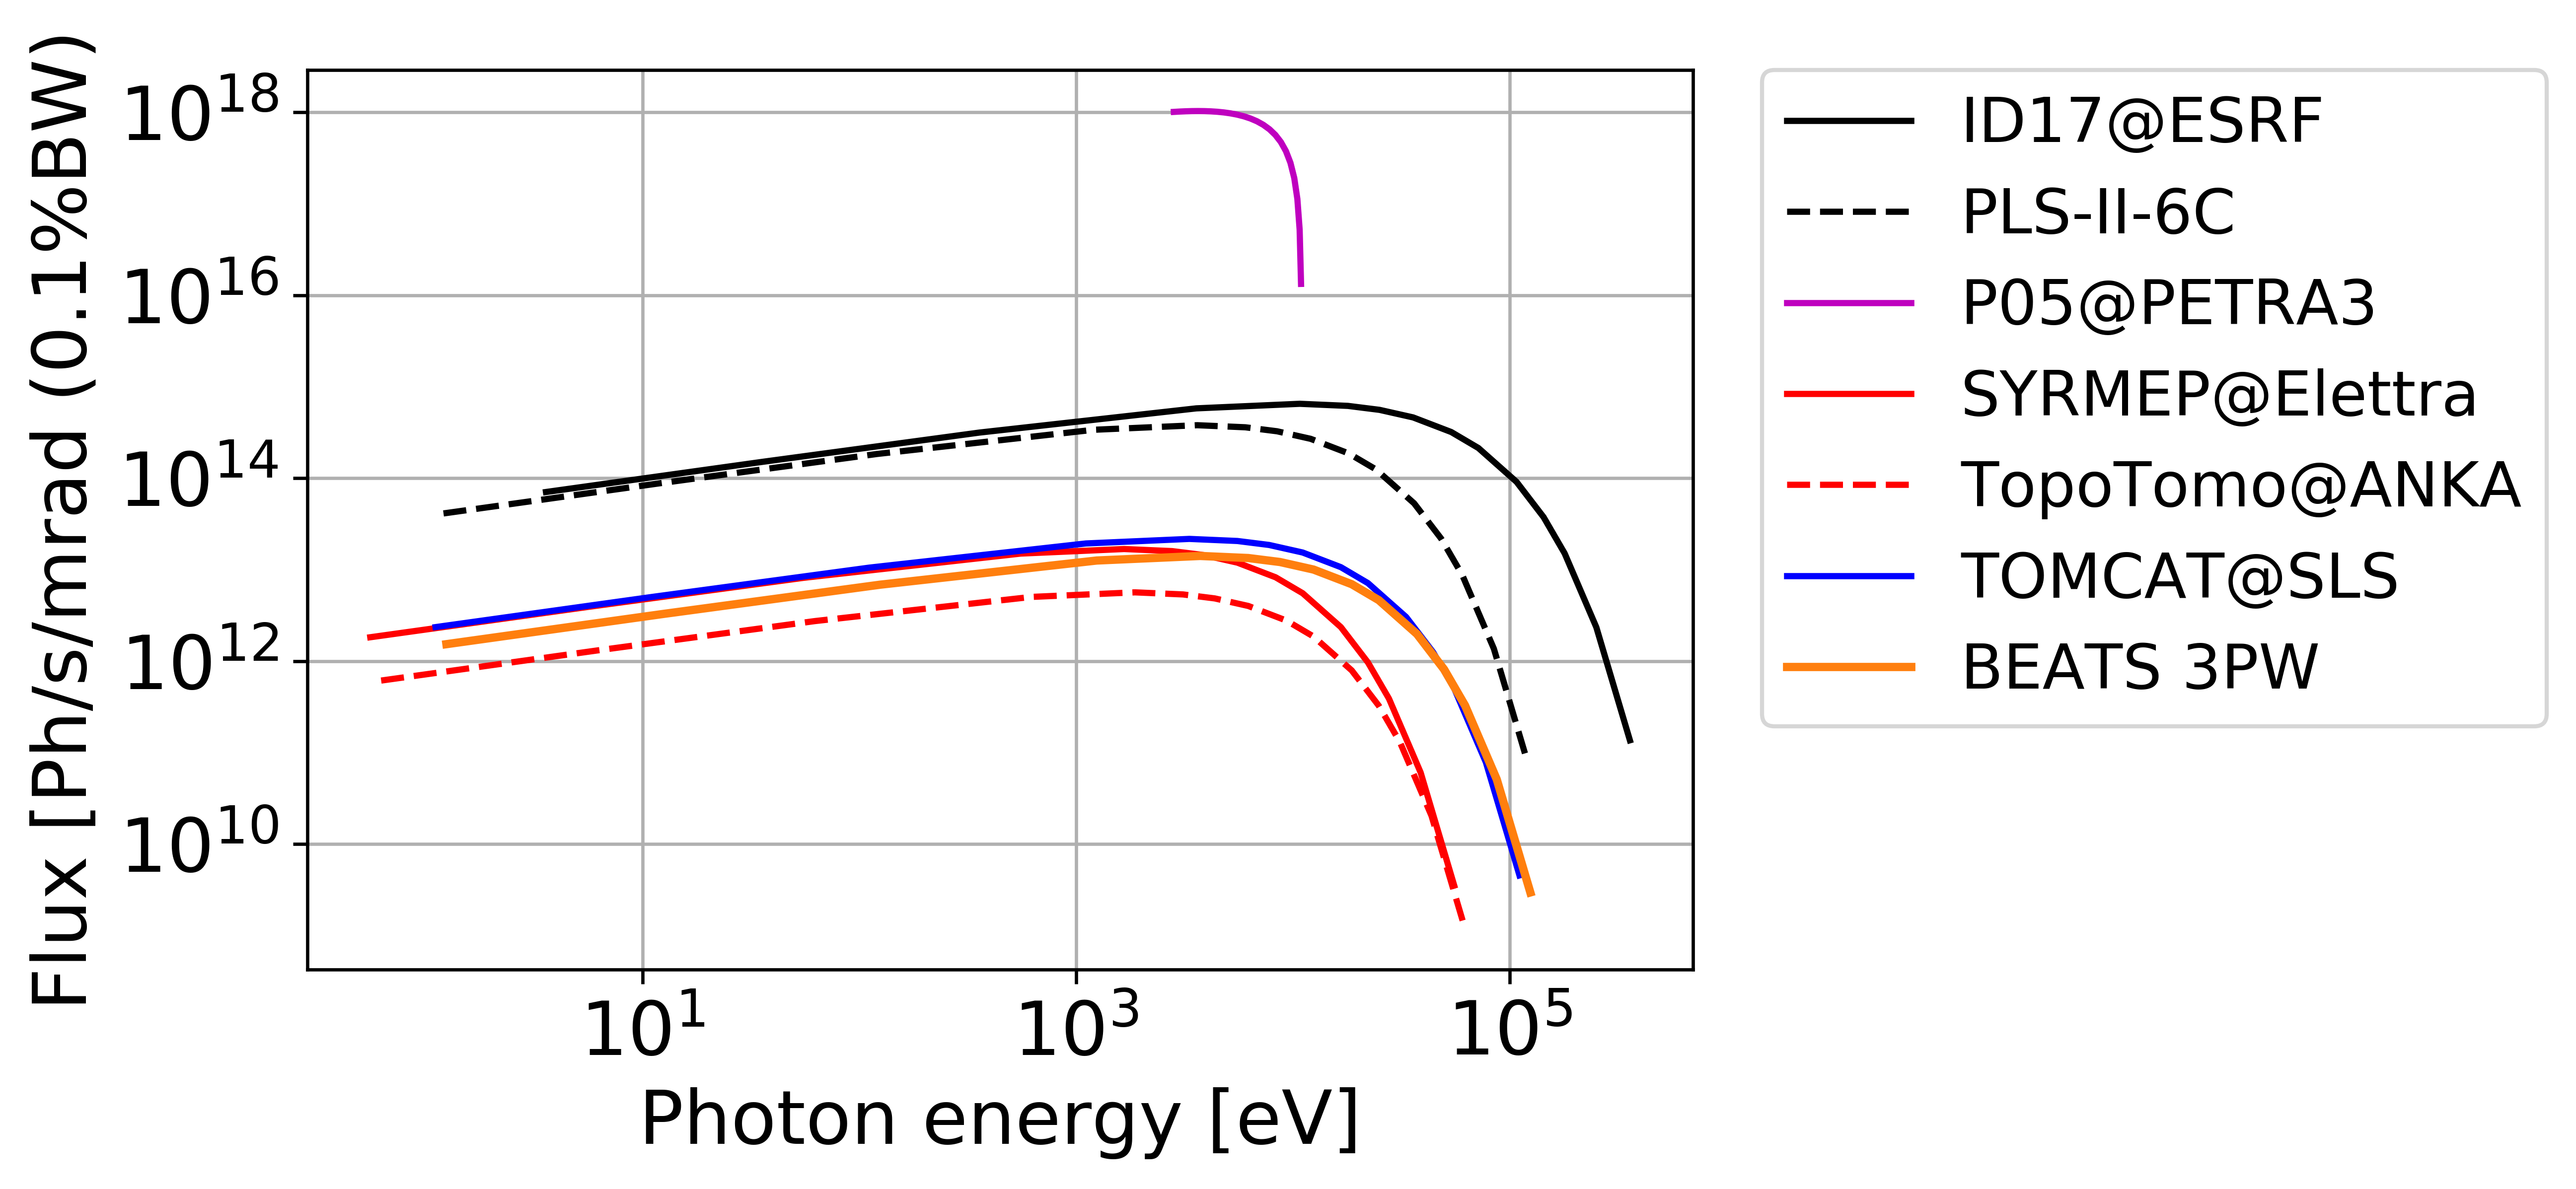 Flux [Ph/s/mrad (0.1%BW)
10^18
10^16
10^14
10^12
10^10
10^1
10^3
10^5
Photon energy [eV]
ID17@ESRF
PLS-II-6C
P05@PETRA3
SYRMEP@Elettra
TopoTomo@ANKA
TOMCAT@SLS
BEATS 3PW